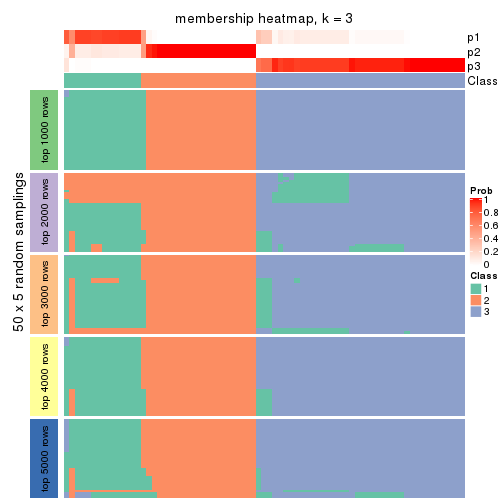 membership heatmap, k = 3
p1
p2
p3
Class
50 x 5 random samplings
top 1000 rows
top 2000 rows
top 3000 rows
top 4000 rows
top 5000 rows
Prob
1
0.8
0.6
0.4
0.2
0
Class
1
2
3